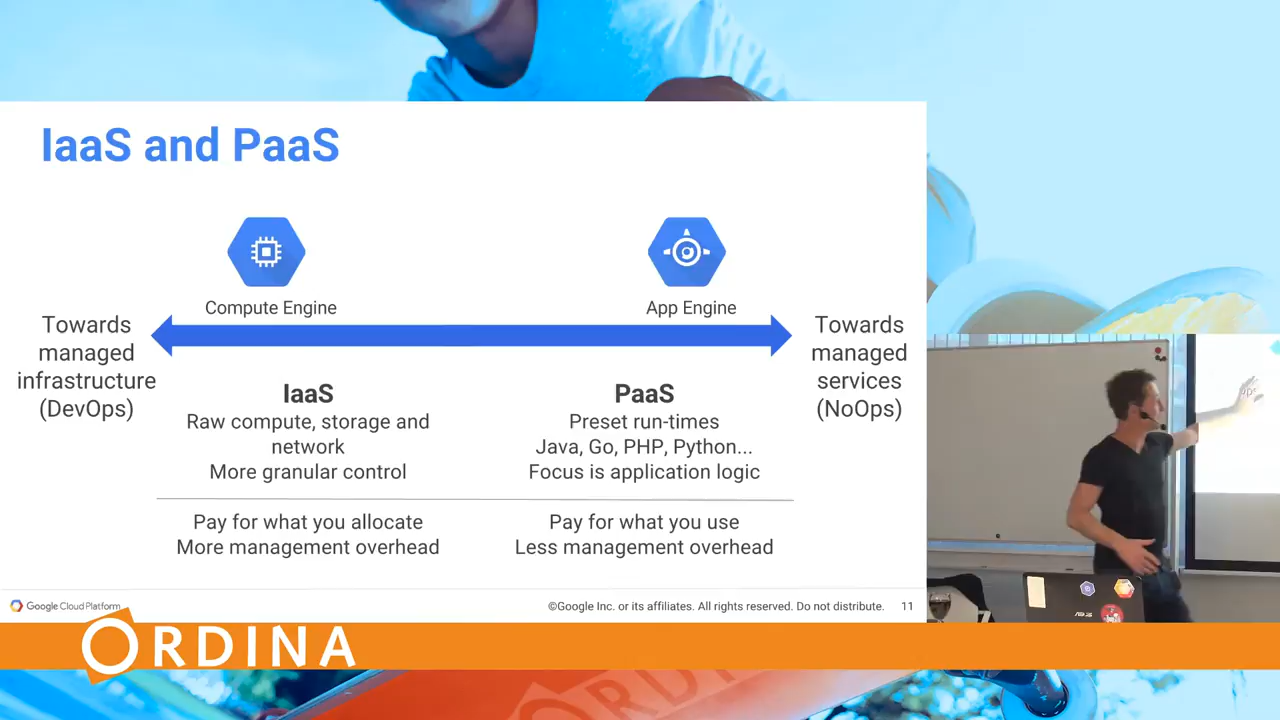 IaaS and PaaS
Compute Engine
App Engine
Towards
managed
infrastructure
(DevOps)
Towards
managed
services
(NoOps)
IaaS
Raw compute, storage and
network
More granular control
PaaS
Preset run-times
Java, Go, PHP, Python...
Focus is application logic
Pay for what you allocate
More management overhead
Pay for what you use
Less management overhead
Google Cloud Platform
©Google Inc. or its affiliates. All rights reserved. Do not distribute.
11
ORDINA
ORDINA